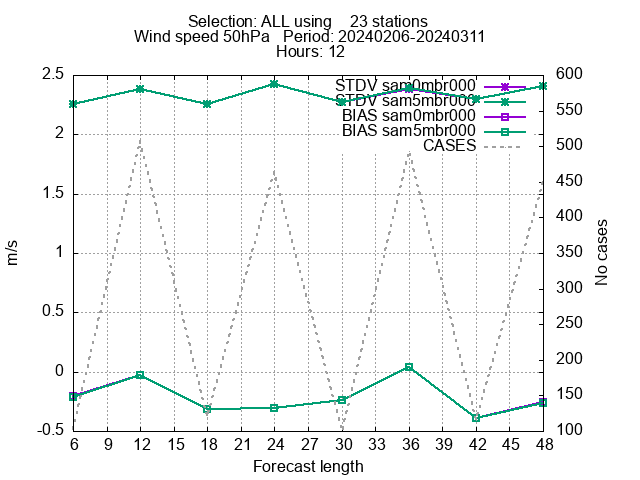 Selection: ALL using 23 stations
Wind speed 50hPa Period: 20240206-20240311
Hours: 12
STDV sam0mbr000
STDV sam5mbr000
BIAS sam0mbr000
BIAS sam5mbr000
CASES
2.5
2
1.5
1
0.5
0
-0.5
m/s
600
550
500
450
400
350
300
250
200
150
100
No cases
6 9 12 15 18 21 24 27 30 33 36 39 42 45 48
Forecast length